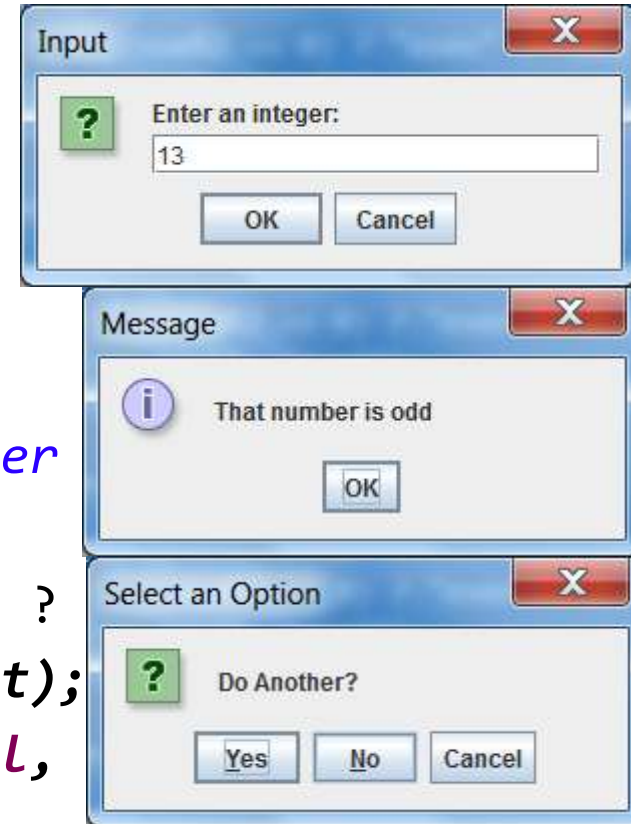 Input
X
?
Enter an integer:
13
OK
Cancel
Message
X
i
That number is odd
er
OK
?
Select an Option
X
t);
?
Do Another?
l,
Yes
No
Cancel